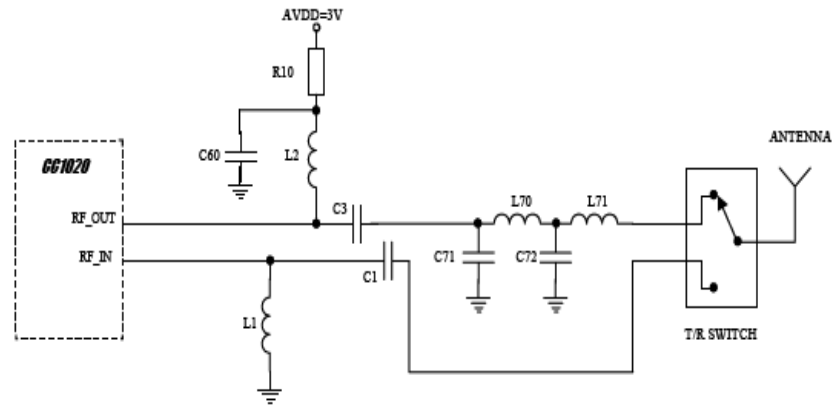 AVDD=3V
R10
C60
L2
CC1020
ANTENNA
RF_OUT
C3
L70
L71
RF_IN
C71
C72
C1
L1
T/R SWITCH